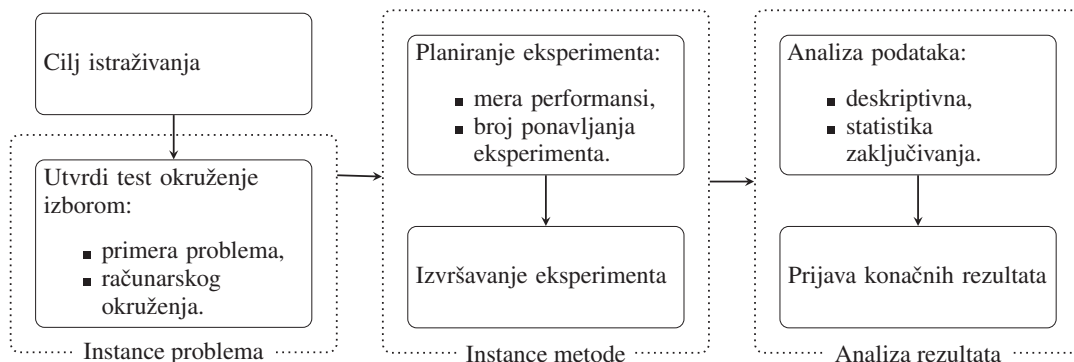 Cilj istraživanja
Utvrdi test okruženje
izborom:
▪ primera problema,
▪ računarskog
okruženja.
Instance problema
Planiranje eksperimenta:
▪ mera performansi,
▪ broj ponavljanja
eksperimenta.
Izvršavanje eksperimenta
Instance metode
Analiza podataka:
▪ deskriptivna,
▪ statistika
zaključivanja.
Prijava konačnih rezultata
Analiza rezultata